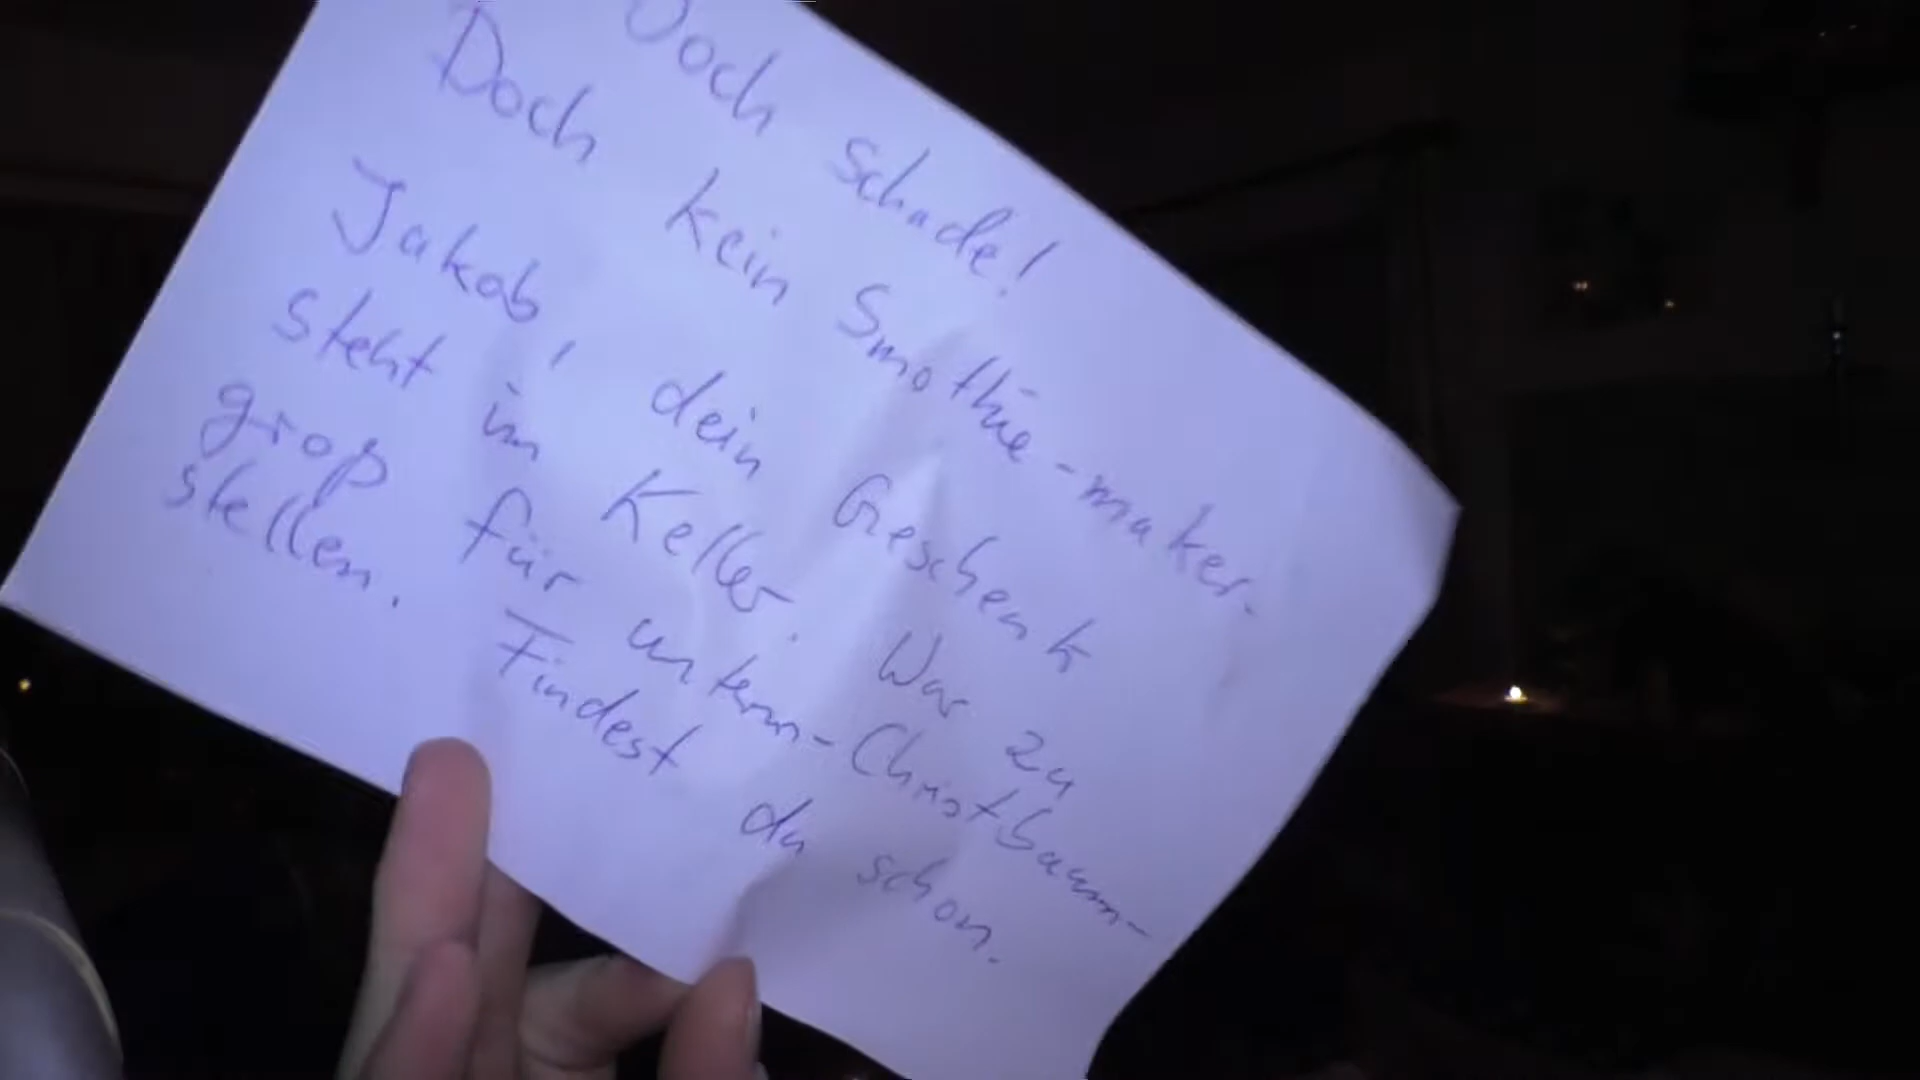 Joch schade!
Doch kein Smothie-maker.
Jakob, dein Geschenk
steht im Keller. War zu
groß für unterm-Christbaum-
stellen. Findest du schon.